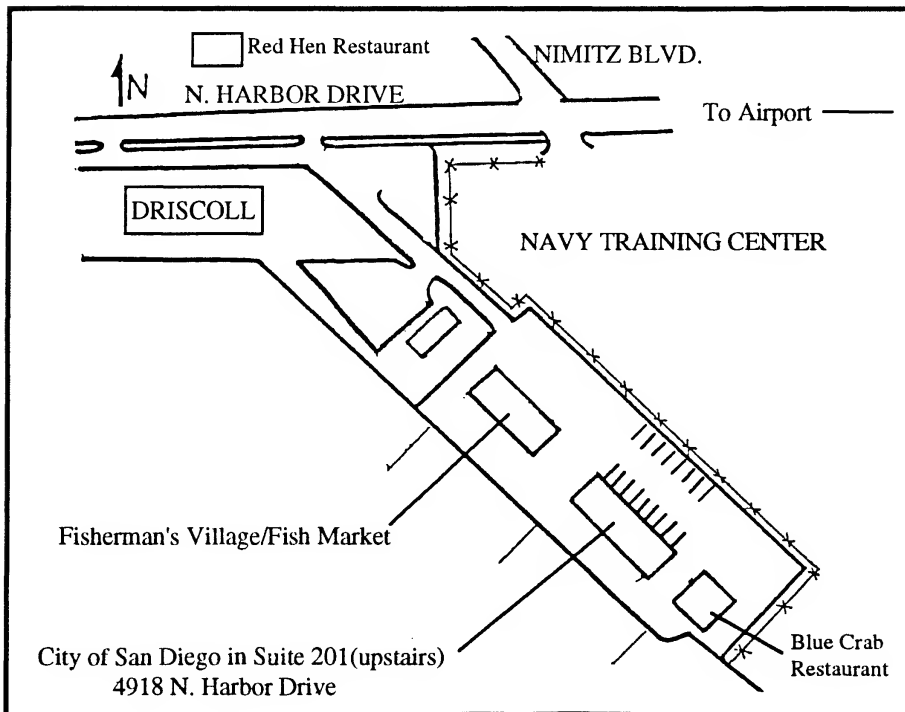 Red Hen Restaurant
NIMITZ BLVD.
N
N. HARBOR DRIVE
To Airport
DRISCOLL
NAVY TRAINING CENTER
Fisherman's Village/Fish Market
City of San Diego in Suite 201(upstairs)
4918 N. Harbor Drive
Blue Crab
Restaurant